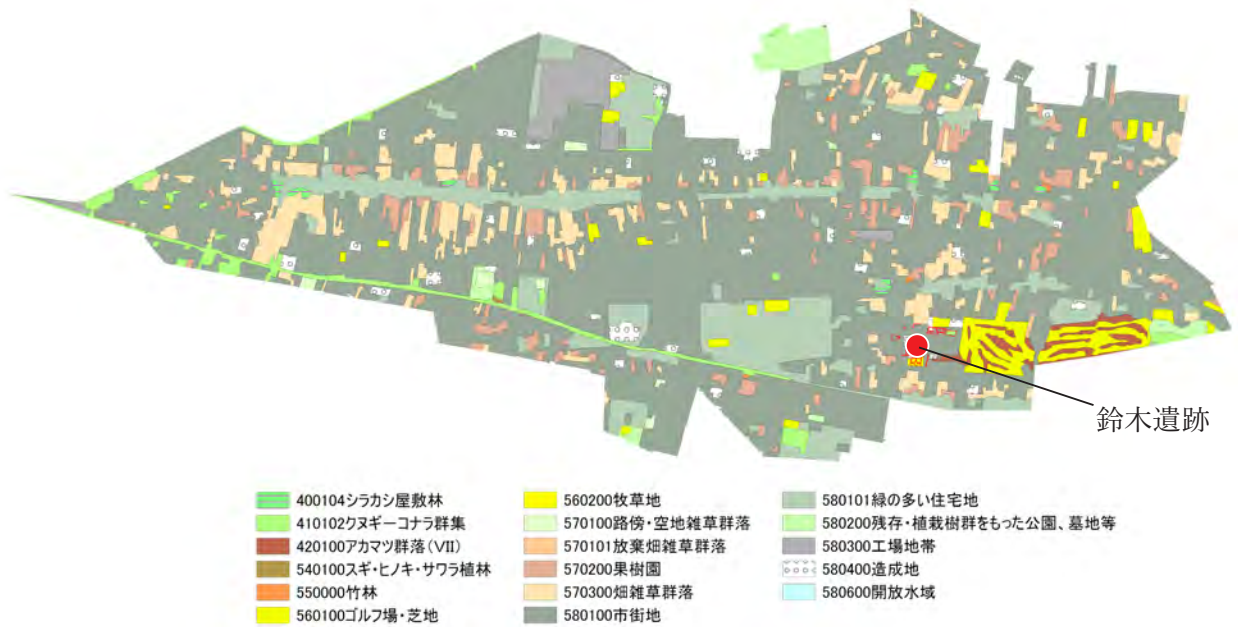 鈴木遺跡
400104シラカシ屋敷林
410102クヌギーコナラ群集
420100アカマツ群落(Ⅶ)
540100スギ・ヒノキ・サワラ植林
550000竹林
560100ゴルフ場・芝地
560200牧草地
570100路傍・空地雑草群落
570101放棄畑雑草群落
570200果樹園
570300畑雑草群落
580100市街地
580101緑の多い住宅地
580200残存・植栽樹群をもった公園、墓地等
580300工場地帯
580400造成地
580600開放水域